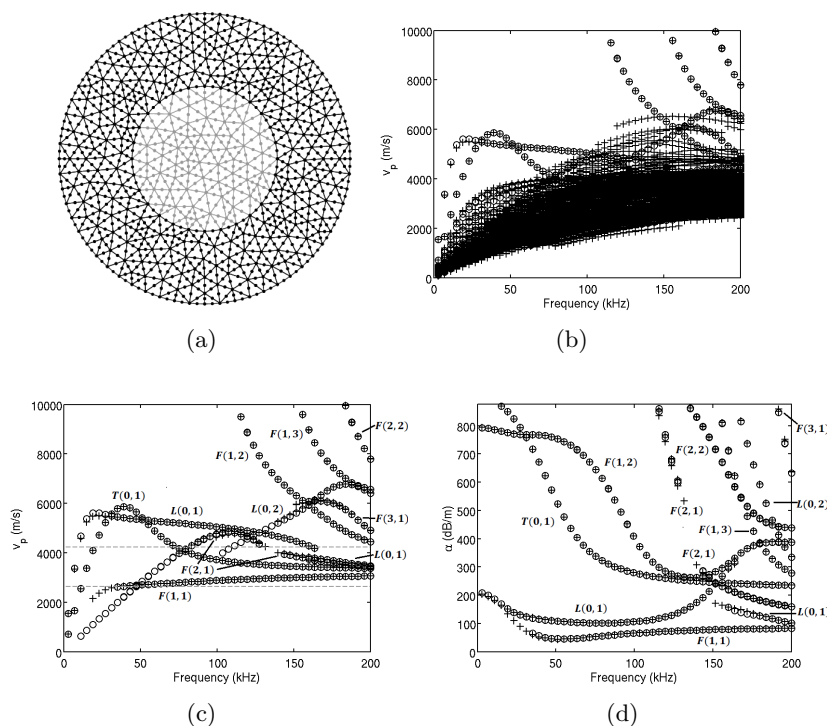 (a)
10000
8000
6000
4000
2000
0
v_p (m/s)
0
50
100
150
200
Frequency (kHz)
(b)
10000
8000
6000
4000
2000
0
v_p (m/s)
0
50
100
150
200
Frequency (kHz)
T(0,1)
L(0,1)
F(1,2)
F(1,3)
F(2,2)
L(0,2)
F(3,1)
L(0,1)
F(2,1)
F(1,1)
(c)
800
700
600
500
400
300
200
100
0
α (dB/m)
0
50
100
150
200
Frequency (kHz)
F(3,1)
F(2,2)
F(1,2)
F(2,1)
L(0,2)
T(0,1)
F(1,3)
F(2,1)
L(0,1)
L(0,1)
F(1,1)
(d)